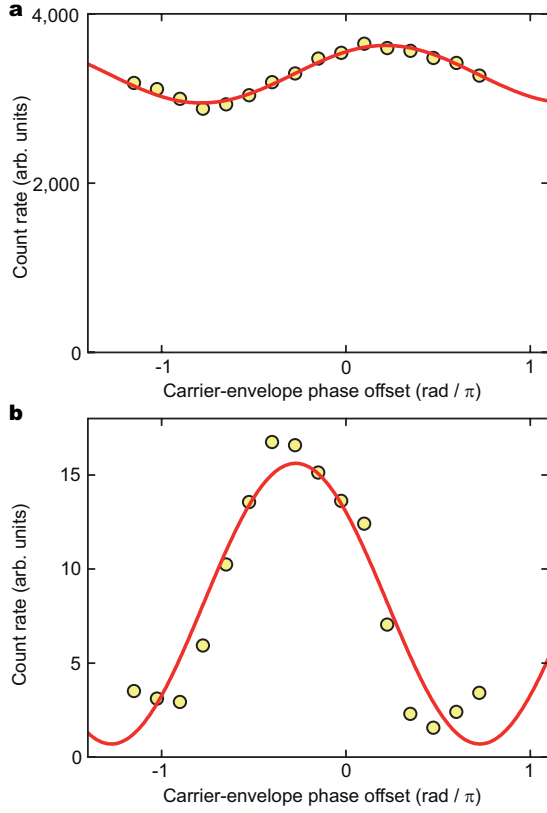 a
4,000
2,000
0
Count rate (arb. units)
-1 0 1
Carrier-envelope phase offset (rad / π)
b
15
10
5
0
Count rate (arb. units)
-1 0 1
Carrier-envelope phase offset (rad / π)